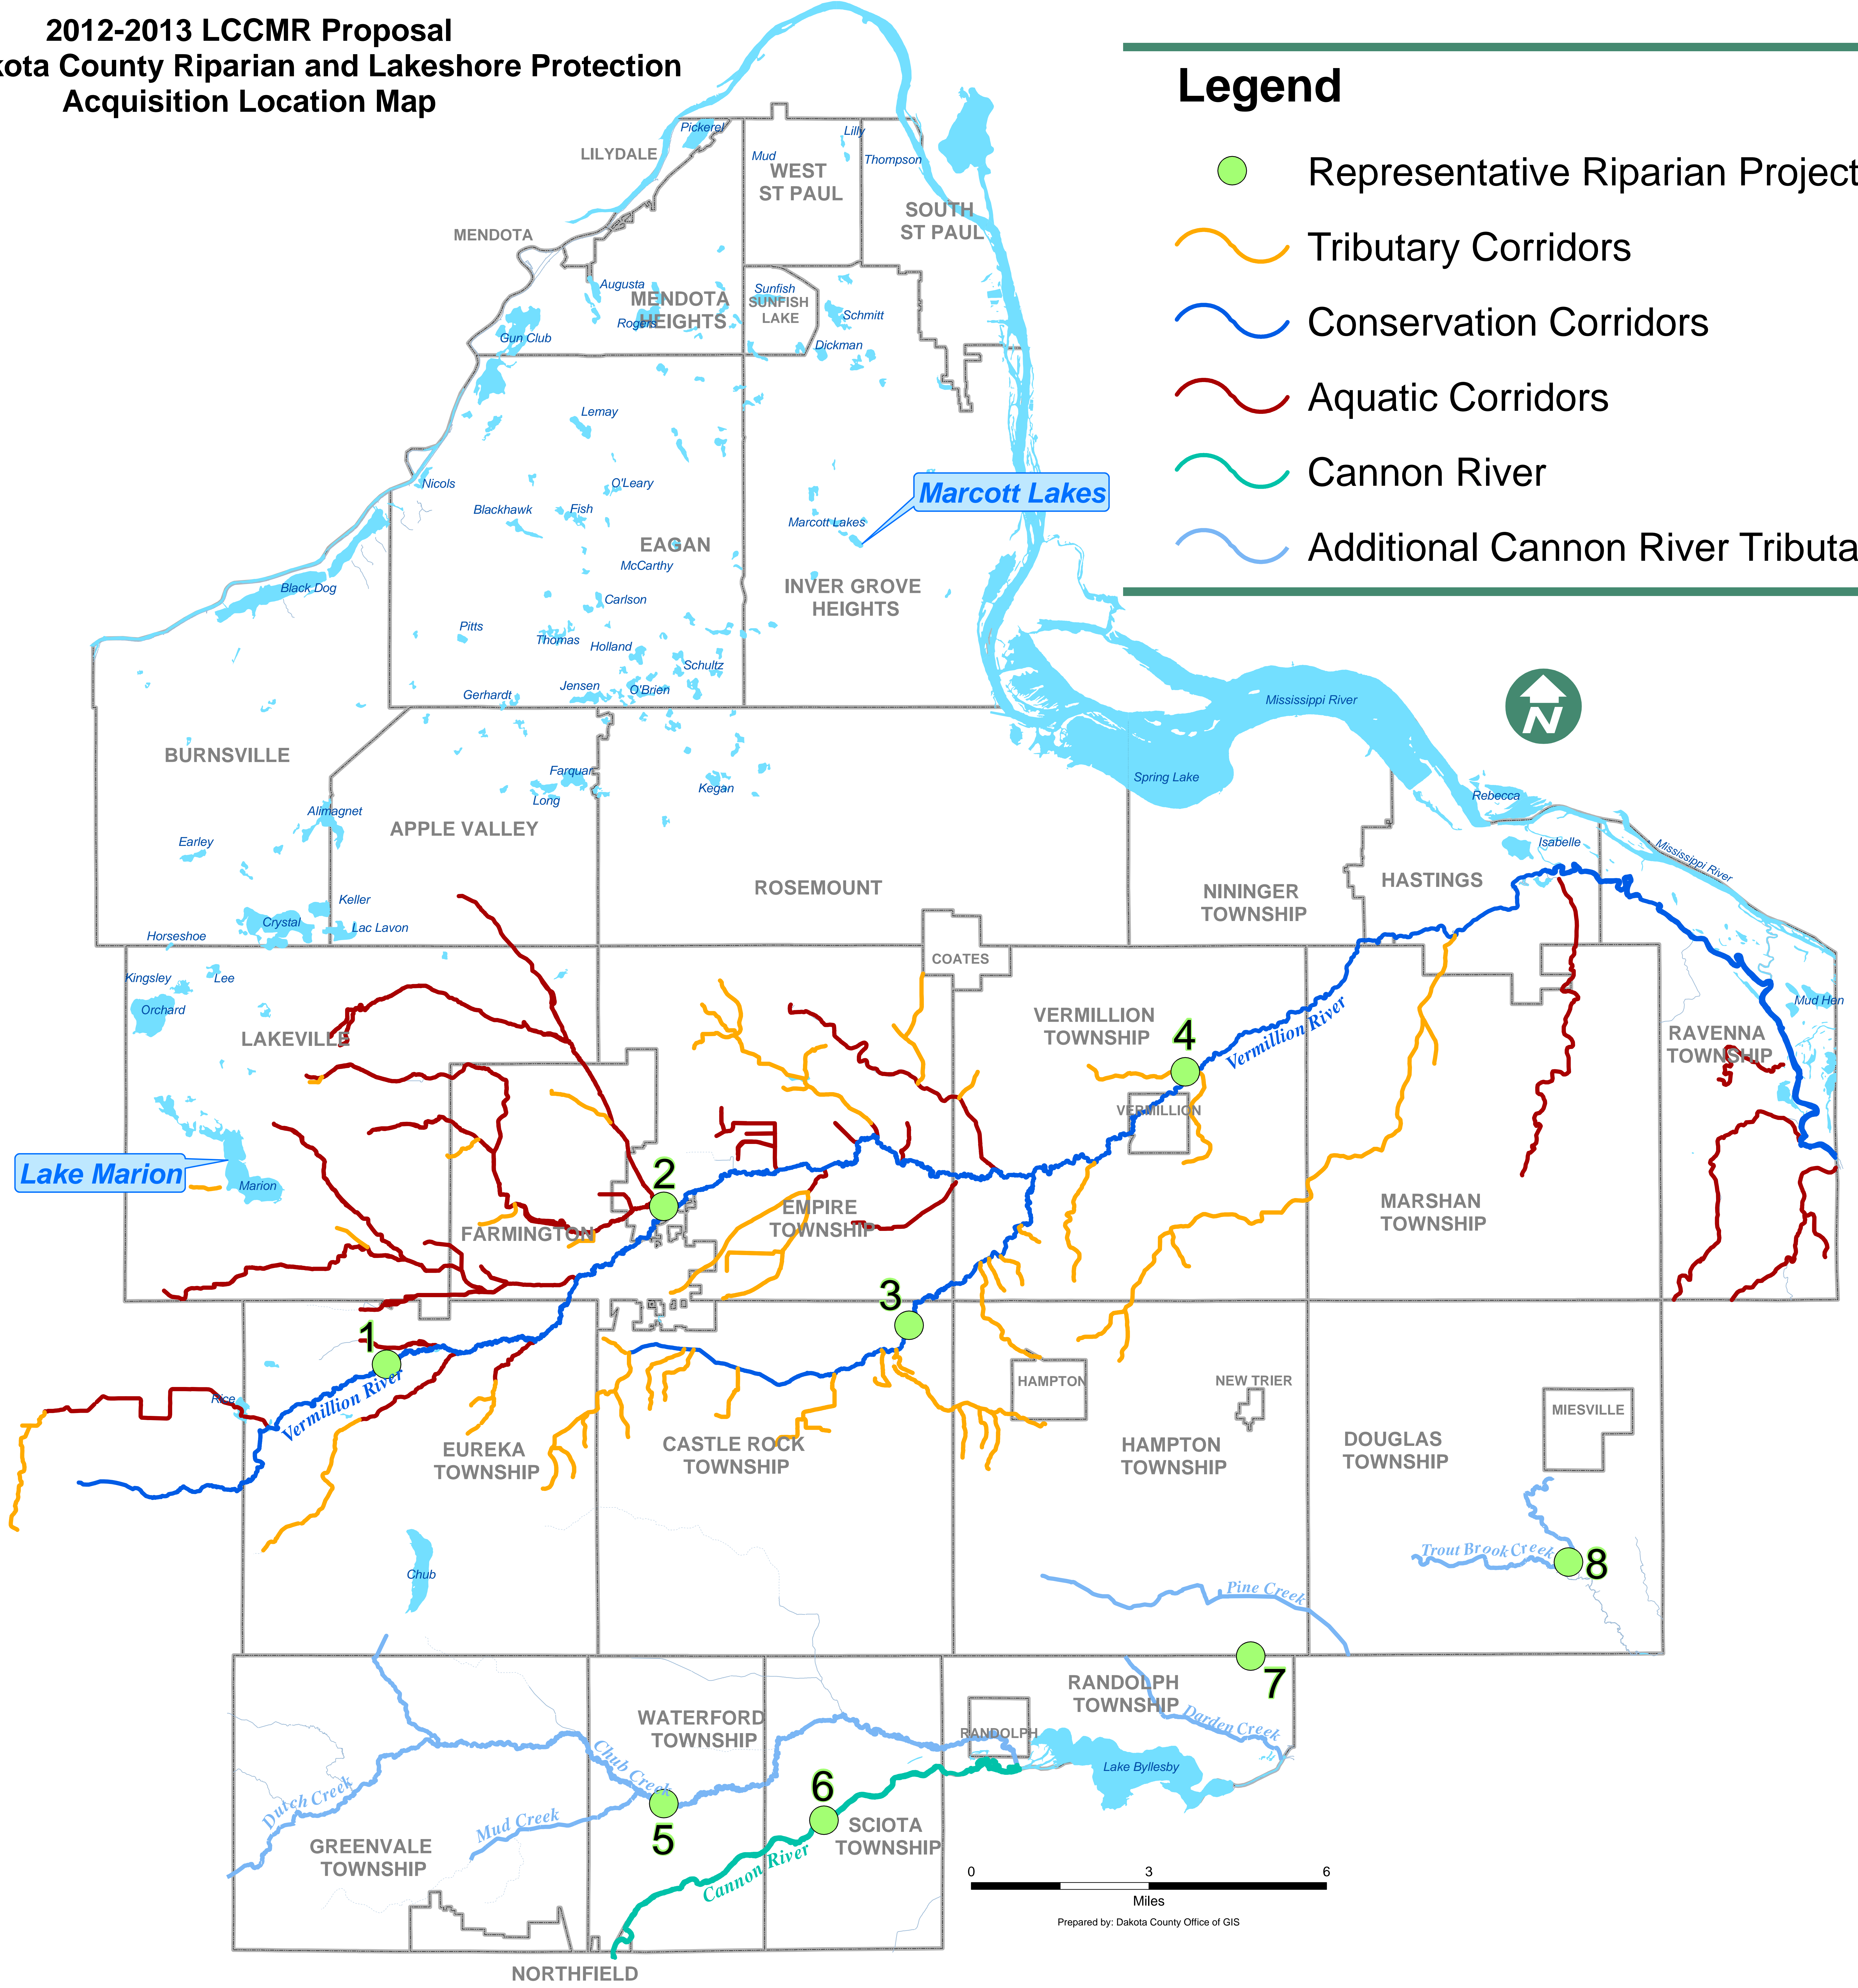 2012-2013 LCCMR Proposal
kota County Riparian and Lakeshore Protection
Acquisition Location Map
Legend
Representative Riparian Project
Tributary Corridors
Conservation Corridors
Aquatic Corridors
Cannon River
Additional Cannon River Tributa
Pickerel
LILYDALE
Mud
Lilly
Thompson
WEST
ST PAUL
SOUTH
ST PAUL
MENDOTA
Augusta
MENDOTA
HEIGHTS
Rogers
Sunfish
SUNFISH
LAKE
Schmitt
Gun Club
Dickman
Lemay
Nicols
O'Leary
Blackhawk
Fish
Marcott Lakes
Marcott Lakes
EAGAN
McCarthy
Black Dog
Carlson
INVER GROVE
HEIGHTS
Pitts
Thomas
Holland
Schultz
Jensen
O'Brien
Gerhardt
Mississippi River
N
BURNSVILLE
Farquar
Long
Kegan
Spring Lake
Rebecca
Alimagnet
APPLE VALLEY
Earley
Isabelle
Mississippi River
ROSEMOUNT
NININGER
TOWNSHIP
HASTINGS
Keller
Crystal
Lac Lavon
Horseshoe
COATES
Kingsley
Lee
Orchard
Mud Hen
LAKEVILLE
VERMILLION
TOWNSHIP
4
Vermillion River
RAVENNA
TOWNSHIP
VERMILLION
Lake Marion
Marion
2
FARMINGTON
EMPIRE
TOWNSHIP
MARSHAN
TOWNSHIP
3
1
Rice
Vermillion River
HAMPTON
NEW TRIER
MIESVILLE
EUREKA
TOWNSHIP
CASTLE ROCK
TOWNSHIP
HAMPTON
TOWNSHIP
DOUGLAS
TOWNSHIP
Trout Brook Creek
8
Chub
Pine Creek
7
RANDOLPH
TOWNSHIP
Darden Creek
WATERFORD
TOWNSHIP
RANDOLPH
Chub Creek
Lake Byllesby
Dutch Creek
Mud Creek
5
6
SCIOTA
TOWNSHIP
GREENVALE
TOWNSHIP
Cannon River
0 3 6
Miles
Prepared by: Dakota County Office of GIS
NORTHFIELD